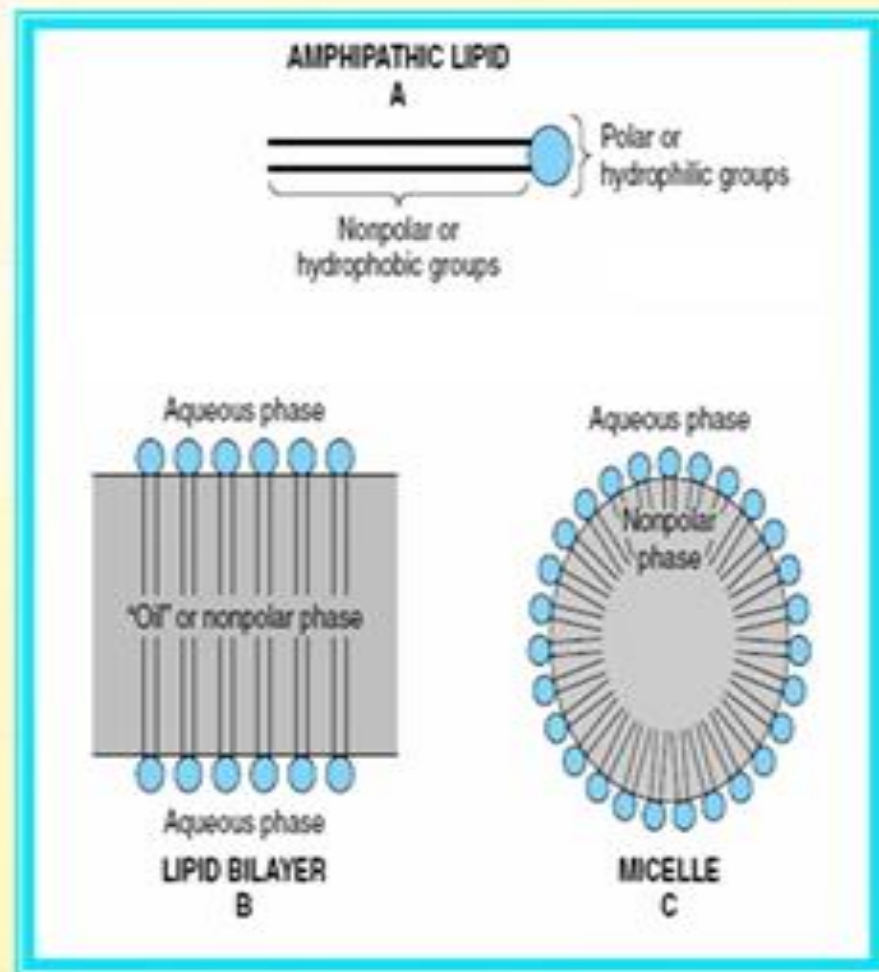 AMPHIPATHIC LIPID
A
Polar or
hydrophilic groups
Nonpolar or
hydrophobic groups
Aqueous phase
"Oil" or nonpolar phase
Aqueous phase
LIPID BILAYER
B
Aqueous phase
Nonpolar
phase
MICELLE
C